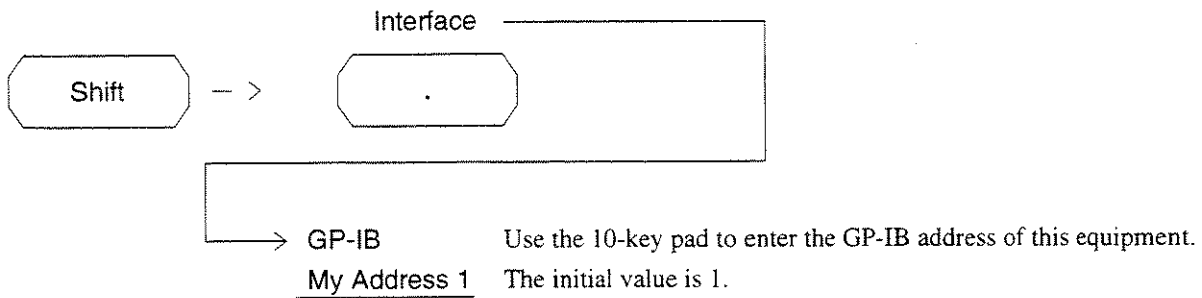 Interface
Shift - > .
GP-IB Use the 10-key pad to enter the GP-IB address of this equipment.
My Address 1 The initial value is 1.